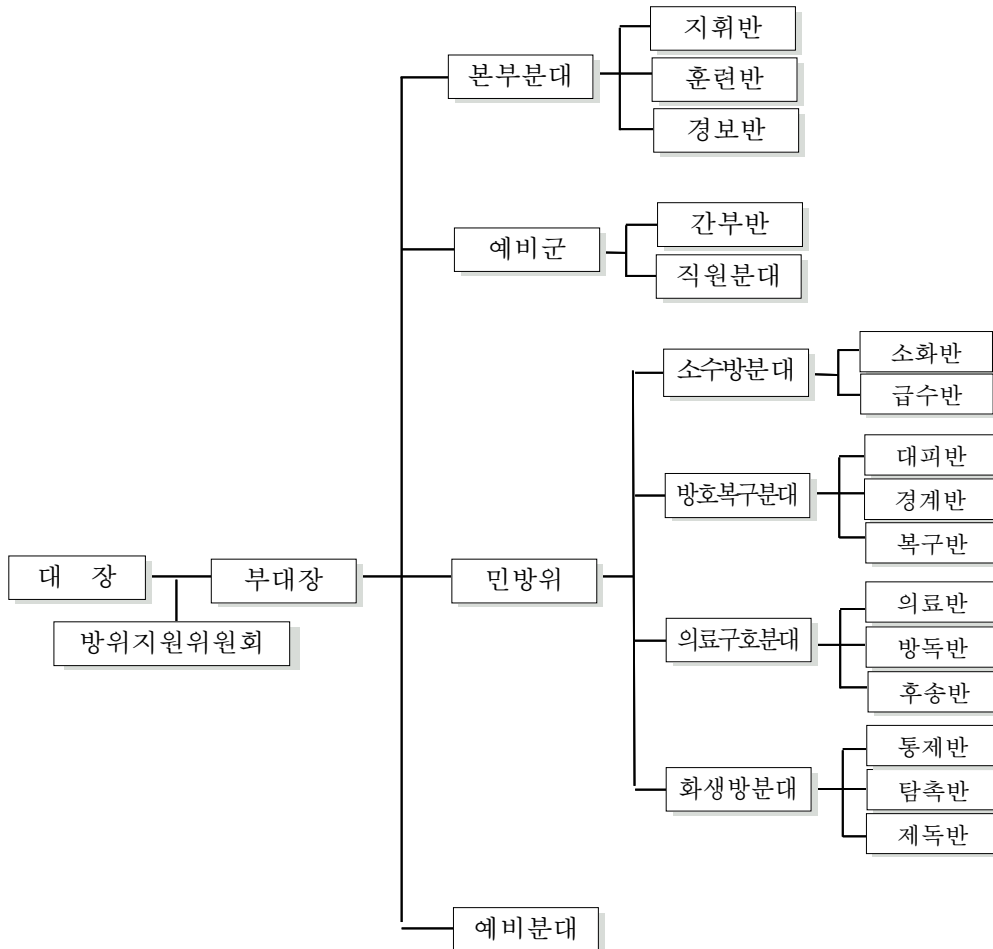 지휘반
본부분대
훈련반
경보반
간부반
예비군
직원분대
소화반
소수방분대
급수반
대피반
방호복구분대
경계반
복구반
대 장
부대장
민방위
방위지원위원회
의료반
의료구호분대
방독반
후송반
통제반
화생방분대
탐촉반
제독반
예비분대